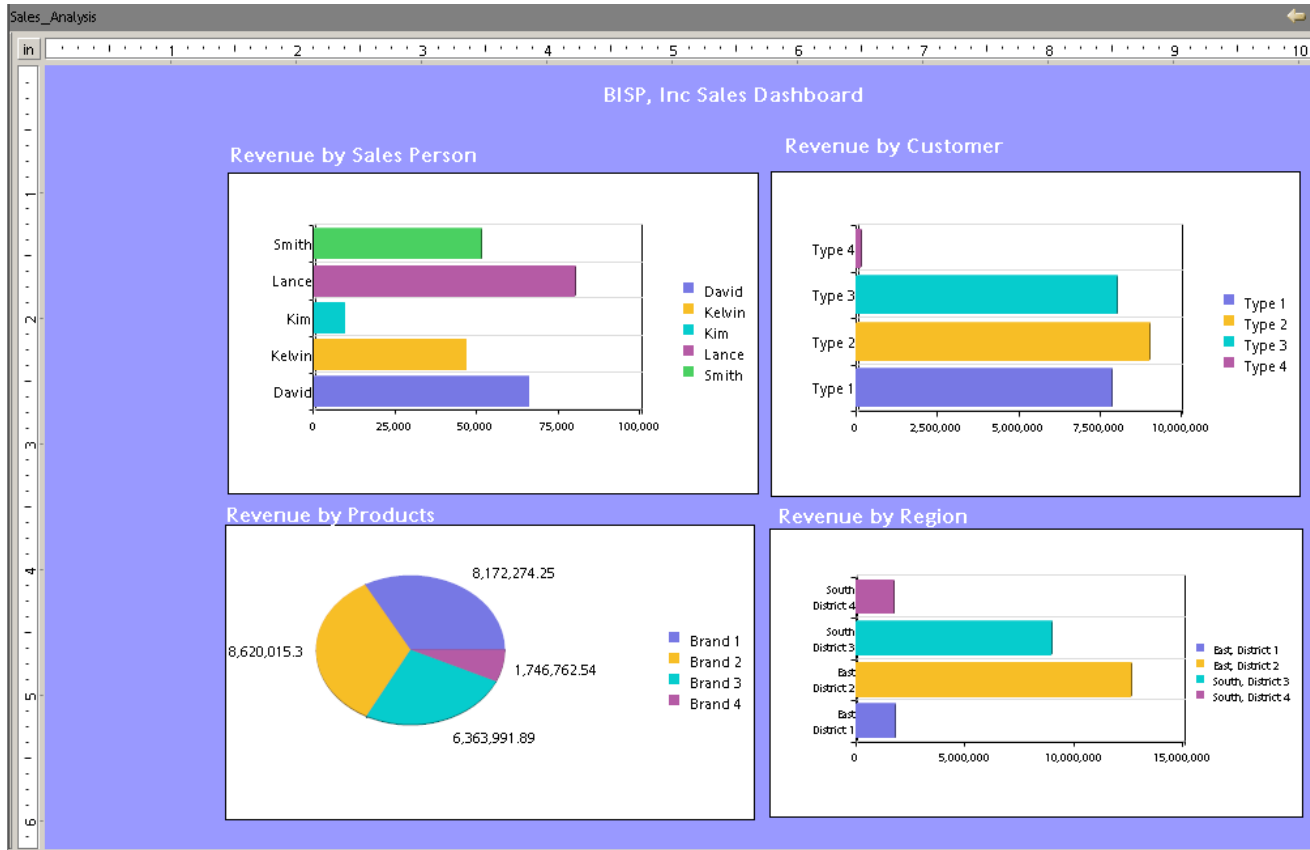 Sales_Analysis
in 1 2 3 4 5 6 7 8 9 10
1
2
3
4
5
6
BISP, Inc Sales Dashboard
Revenue by Sales Person
Smith
Lance
Kim
Kelvin
David
0 25,000 50,000 75,000 100,000
David
Kelvin
Kim
Lance
Smith
Revenue by Customer
Type 4
Type 3
Type 2
Type 1
0 2,500,000 5,000,000 7,500,000 10,000,000
Type 1
Type 2
Type 3
Type 4
Revenue by Products
8,172,274.25
8,620,015.3
1,746,762.54
6,363,991.89
Brand 1
Brand 2
Brand 3
Brand 4
Revenue by Region
South
District 4
South
District 3
East
District 2
East
District 1
0 5,000,000 10,000,000 15,000,000
East, District 1
East, District 2
South, District 3
South, District 4